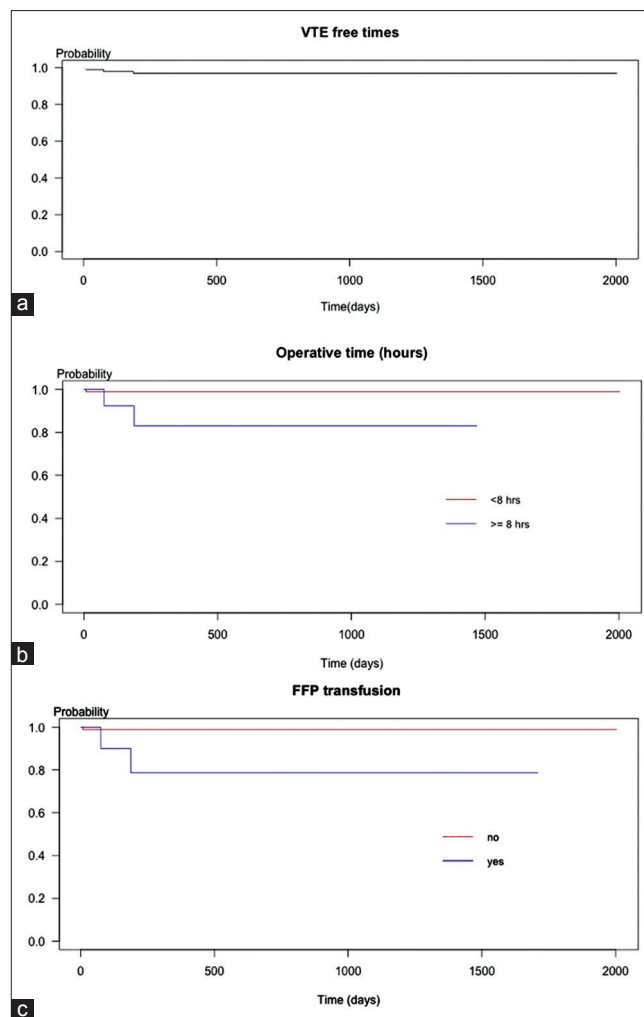 VTE free times
Probability
1.0
0.8
0.6
0.4
0.2
0.0
0 500 1000 1500 2000
Time(days)
a
Operative time (hours)
Probability
1.0
0.8
0.6
0.4
0.2
0.0
<8 hrs
>= 8 hrs
0 500 1000 1500 2000
Time (days)
b
FFP transfusion
Probability
1.0
0.8
0.6
0.4
0.2
0.0
no
yes
0 500 1000 1500 2000
Time (days)
c